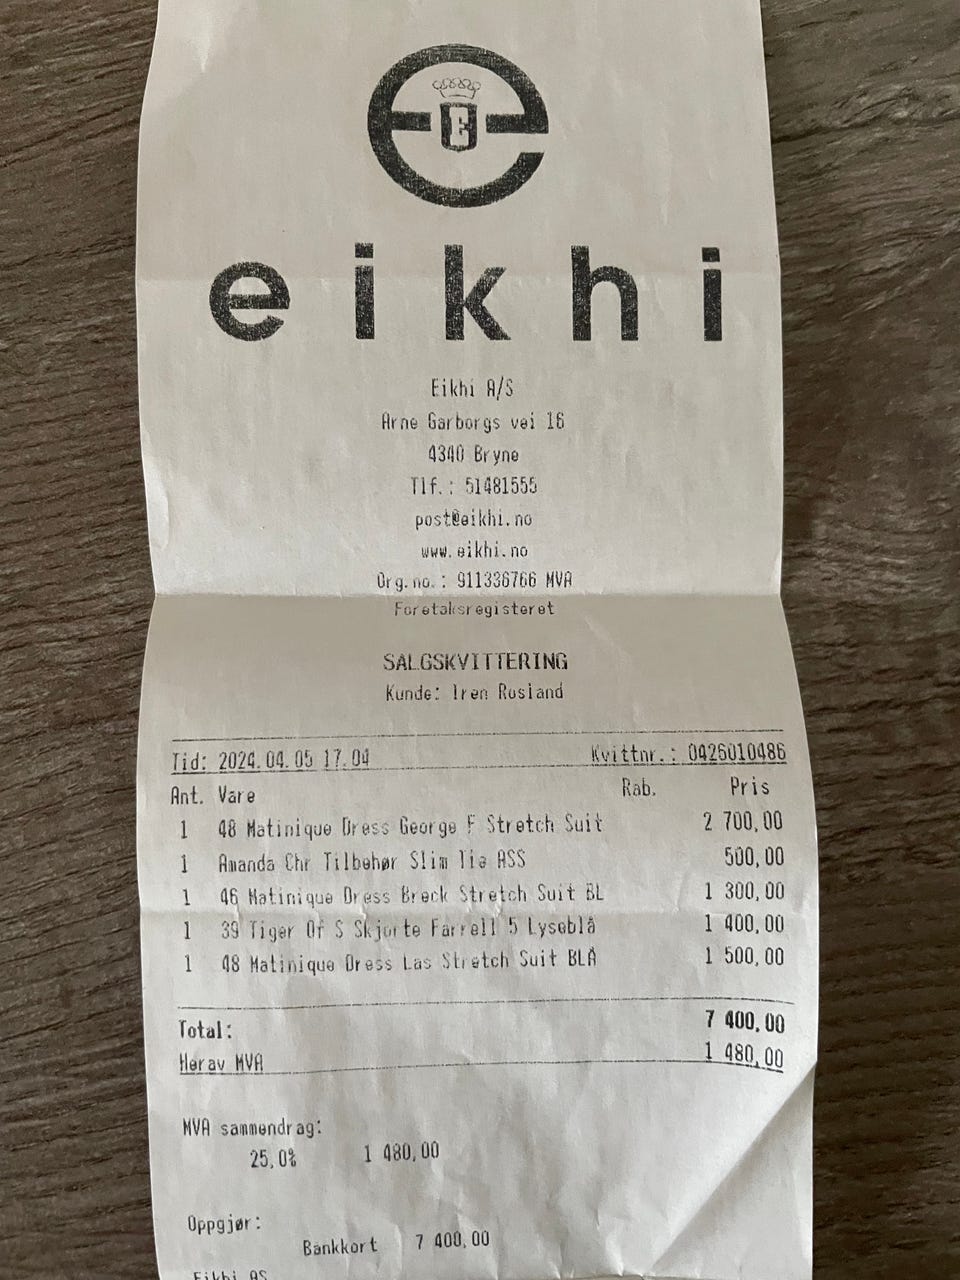 E
eikhi
Eikhi A/S
Arne Garborgs vei 16
4340 Bryne
Tlf.: 51481555
post@eikhi.no
www.eikhi.no
Org.no.: 911336766 MVA
Foretaksregisteret
SALGSKVITTERING
Kunde: Iren Rosland
Tid: 2024.04.05 17.04 Kvittnr.: 0426010486
Ant. Vare Rab. Pris
1 48 Matinique Dress George F Stretch Suit 2 700,00
1 Amanda Chr Tilbehør Slim Tie ASS 500,00
1 46 Matinique Dress Breck Stretch Suit BL 1 300,00
1 39 Tiger Of S Skjorte Farrell 5 Lyseblå 1 400,00
1 48 Matinique Dress Las Stretch Suit BLÅ 1 500,00
Total: 7 400,00
Herav MVA 1 480,00
MVA sammendrag:
25,0% 1 480,00
Oppgjør:
Bankkort 7 400,00
Eikhi AS